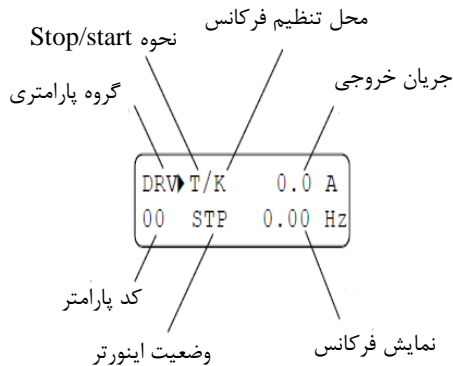 محل تنظیم فرکانس
نحوه Stop/start
جریان خروجی
گروه پارامتری
DRV▶T/K 0.0 A
00 STP 0.00 Hz
کد پارامتر
وضعیت اینورتر
نمایش فرکانس